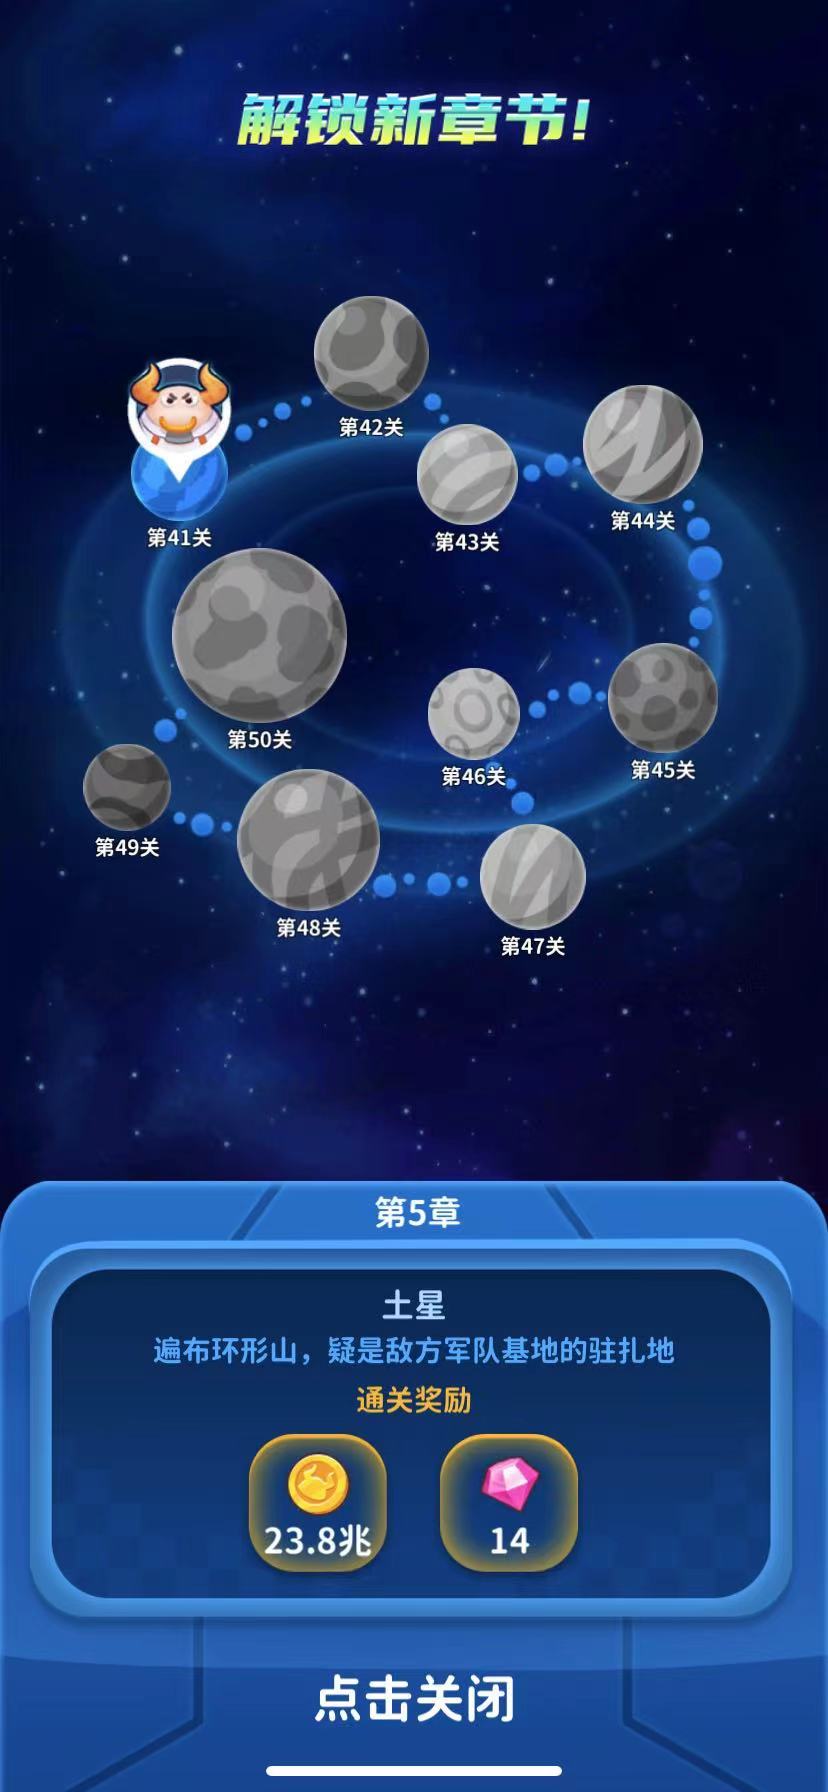 解锁新章节!
第42关
第41关
第43关
第44关
第50关
第46关
第45关
第49关
第48关
第47关
第5章
土星
遍布环形山，疑是敌方军队基地的驻扎地
通关奖励
23.8兆
14
点击关闭